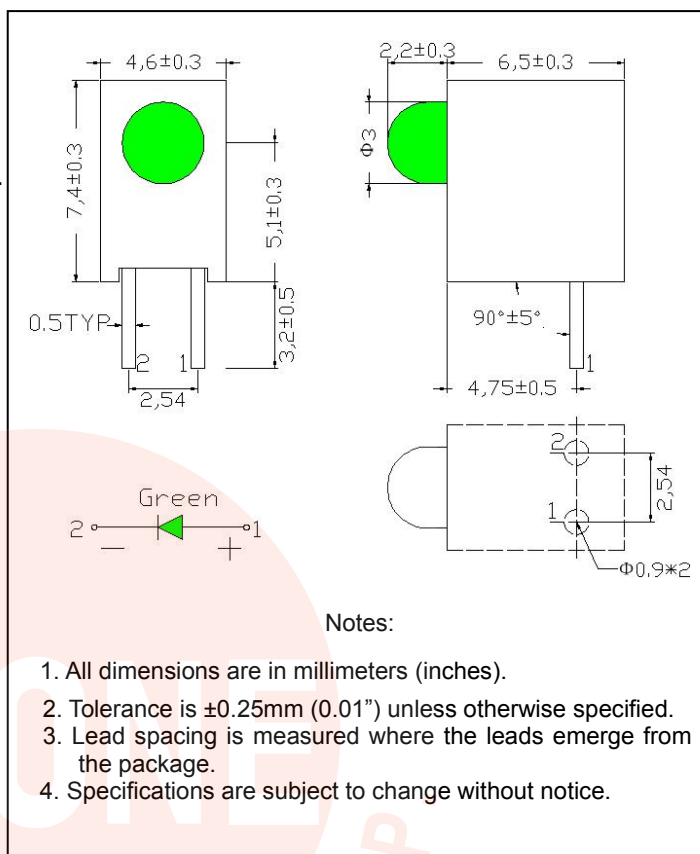 4,6±0.3
2,2±0.3
6,5±0.3
7,4±0.3
Φ3
5,1±0.3
0.5TYP
3,2±0.5
90°±5°
2 1
1
2,54
4,75±0.5
2
2,54
1
Φ0,9*2
Green
2 1
— +
Notes:
1. All dimensions are in millimeters (inches).
2. Tolerance is ±0.25mm (0.01”) unless otherwise specified.
3. Lead spacing is measured where the leads emerge from
the package.
4. Specifications are subject to change without notice.
ONE
P